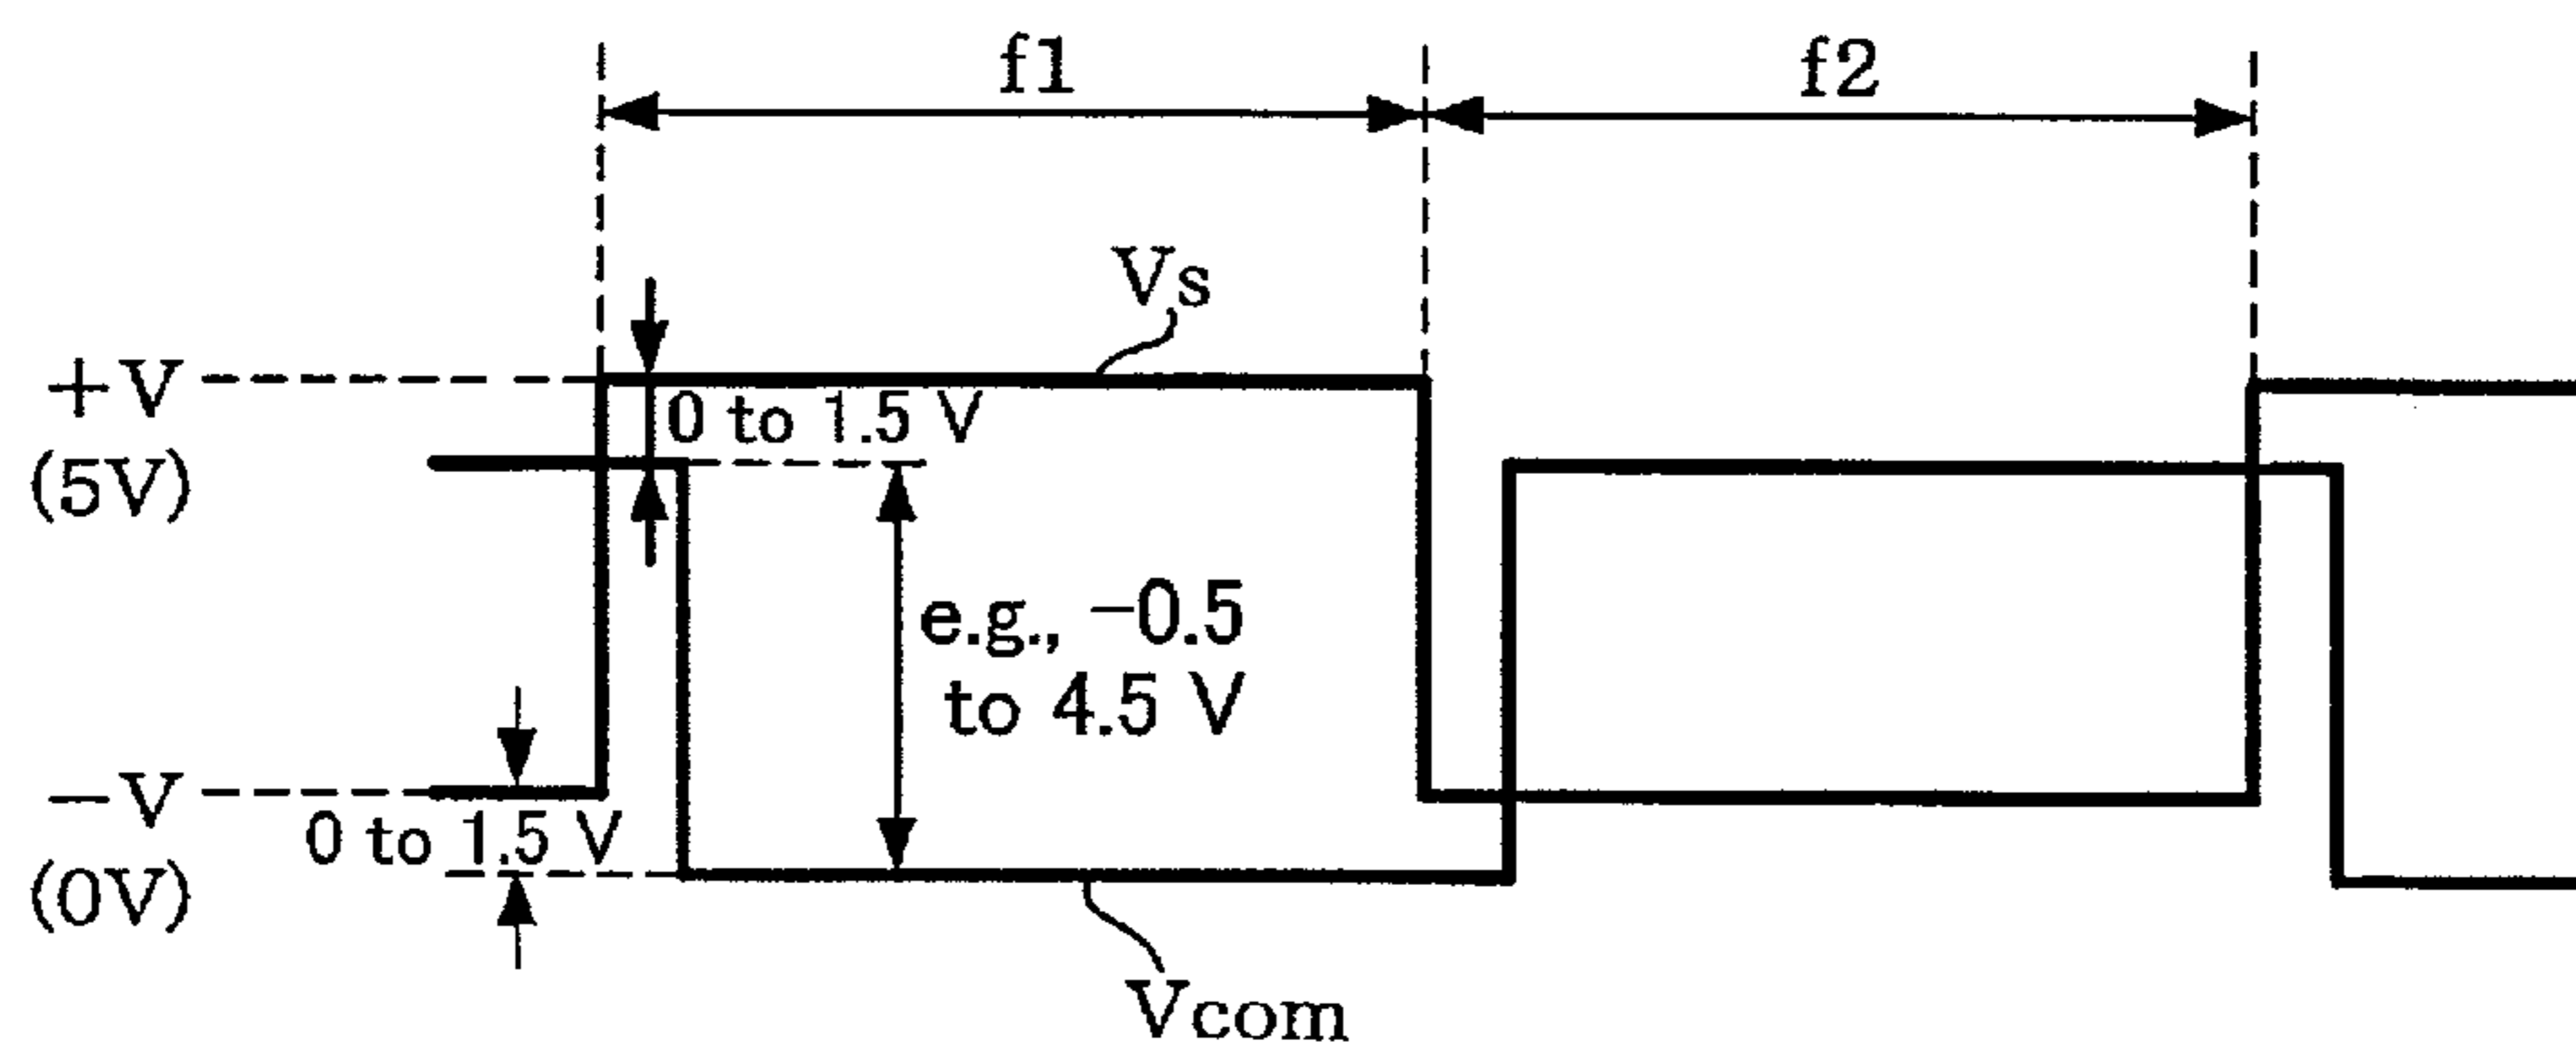 f1
f2
Vs
+V
(5V)
0 to 1.5 V
e.g., −0.5
to 4.5 V
−V
(0V)
0 to 1.5 V
Vcom